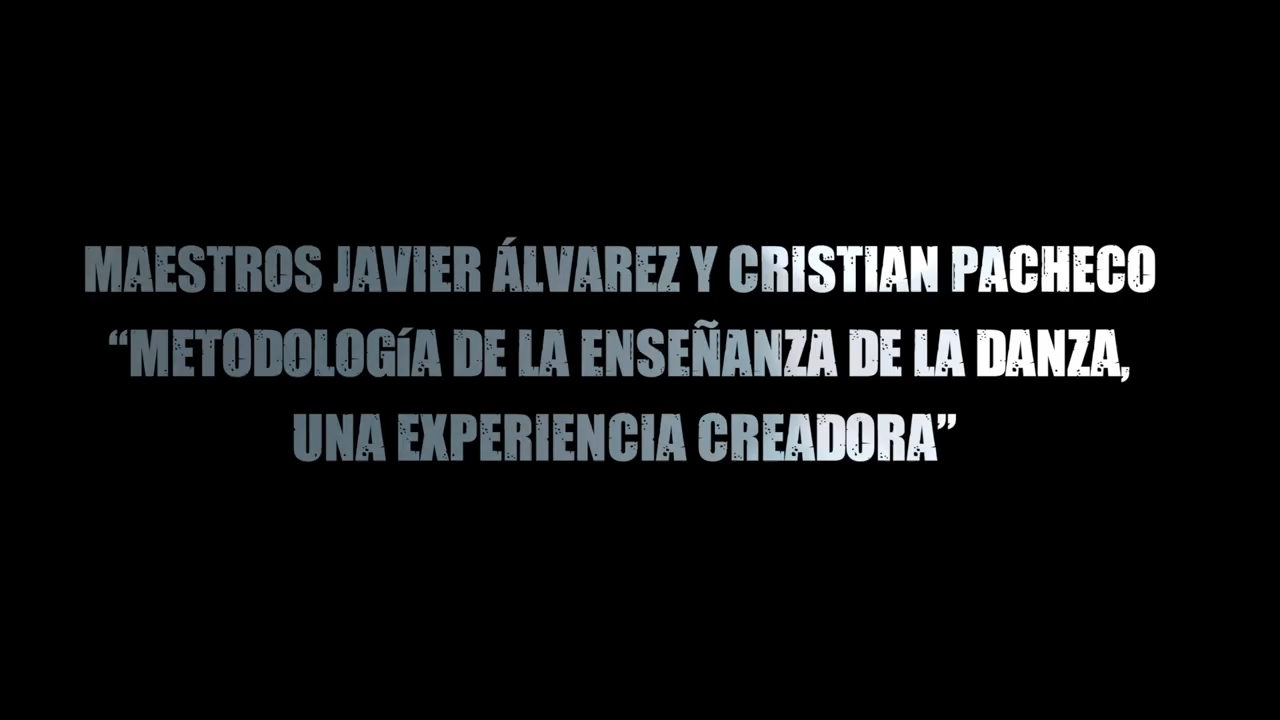 MAESTROS JAVIER ÁLVAREZ Y CRISTIAN PACHECO
“METODOLOGíA DE LA ENSEÑANZA DE LA DANZA,
UNA EXPERIENCIA CREADORA”